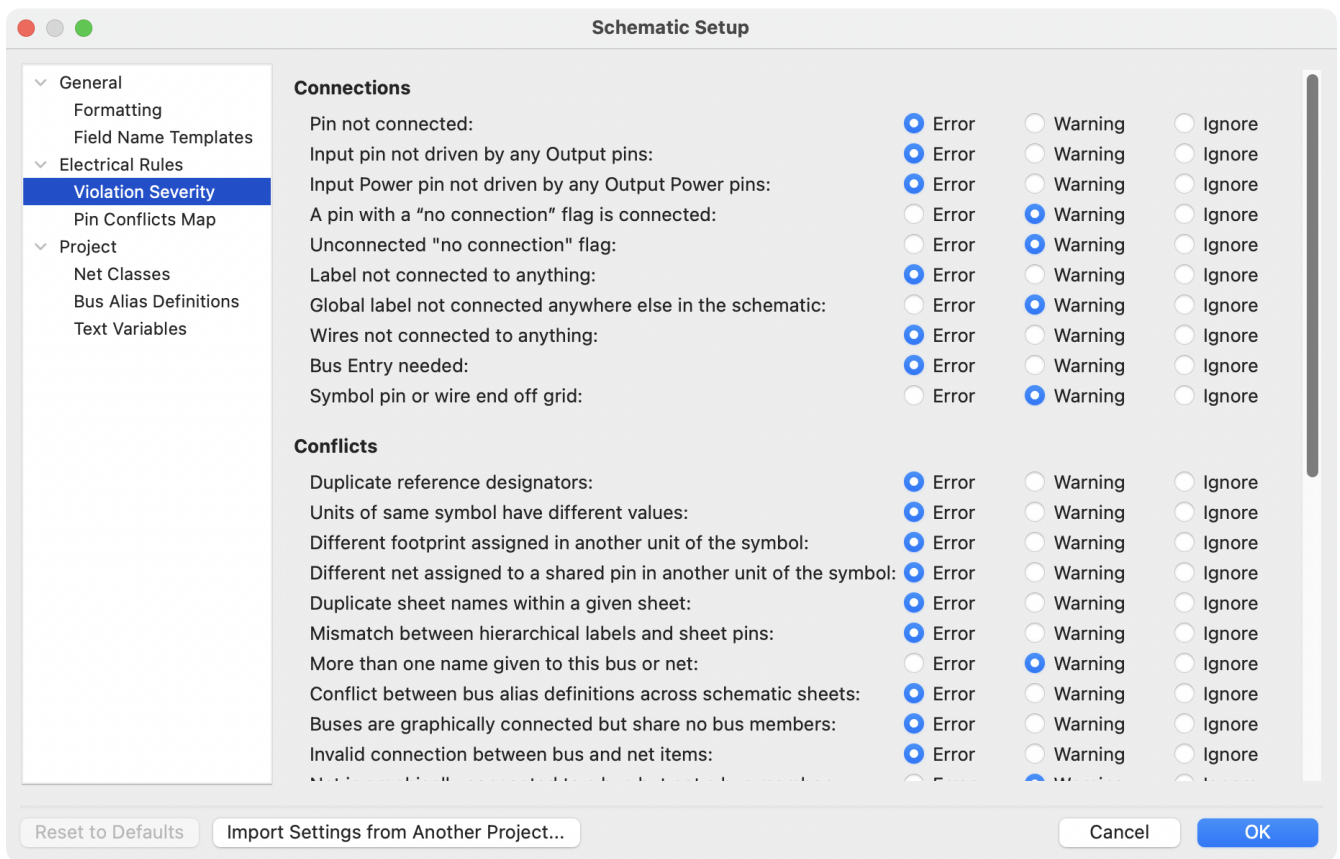 Schematic Setup
General
Formatting
Field Name Templates
Electrical Rules
Violation Severity
Pin Conflicts Map
Project
Net Classes
Bus Alias Definitions
Text Variables
Connections
Pin not connected: Error Warning Ignore
Input pin not driven by any Output pins: Error Warning Ignore
Input Power pin not driven by any Output Power pins: Error Warning Ignore
A pin with a “no connection” flag is connected: Error Warning Ignore
Unconnected "no connection" flag: Error Warning Ignore
Label not connected to anything: Error Warning Ignore
Global label not connected anywhere else in the schematic: Error Warning Ignore
Wires not connected to anything: Error Warning Ignore
Bus Entry needed: Error Warning Ignore
Symbol pin or wire end off grid: Error Warning Ignore
Conflicts
Duplicate reference designators: Error Warning Ignore
Units of same symbol have different values: Error Warning Ignore
Different footprint assigned in another unit of the symbol: Error Warning Ignore
Different net assigned to a shared pin in another unit of the symbol: Error Warning Ignore
Duplicate sheet names within a given sheet: Error Warning Ignore
Mismatch between hierarchical labels and sheet pins: Error Warning Ignore
More than one name given to this bus or net: Error Warning Ignore
Conflict between bus alias definitions across schematic sheets: Error Warning Ignore
Buses are graphically connected but share no bus members: Error Warning Ignore
Invalid connection between bus and net items: Error Warning Ignore
Reset to Defaults Import Settings from Another Project... Cancel OK